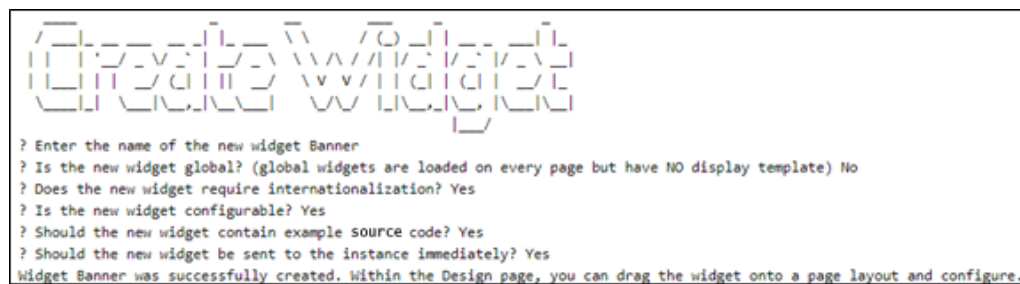 Create Widget
? Enter the name of the new widget Banner
? Is the new widget global? (global widgets are loaded on every page but have NO display template) No
? Does the new widget require internationalization? Yes
? Is the new widget configurable? Yes
? Should the new widget contain example source code? Yes
? Should the new widget be sent to the instance immediately? Yes
Widget Banner was successfully created. Within the Design page, you can drag the widget onto a page layout and configure.